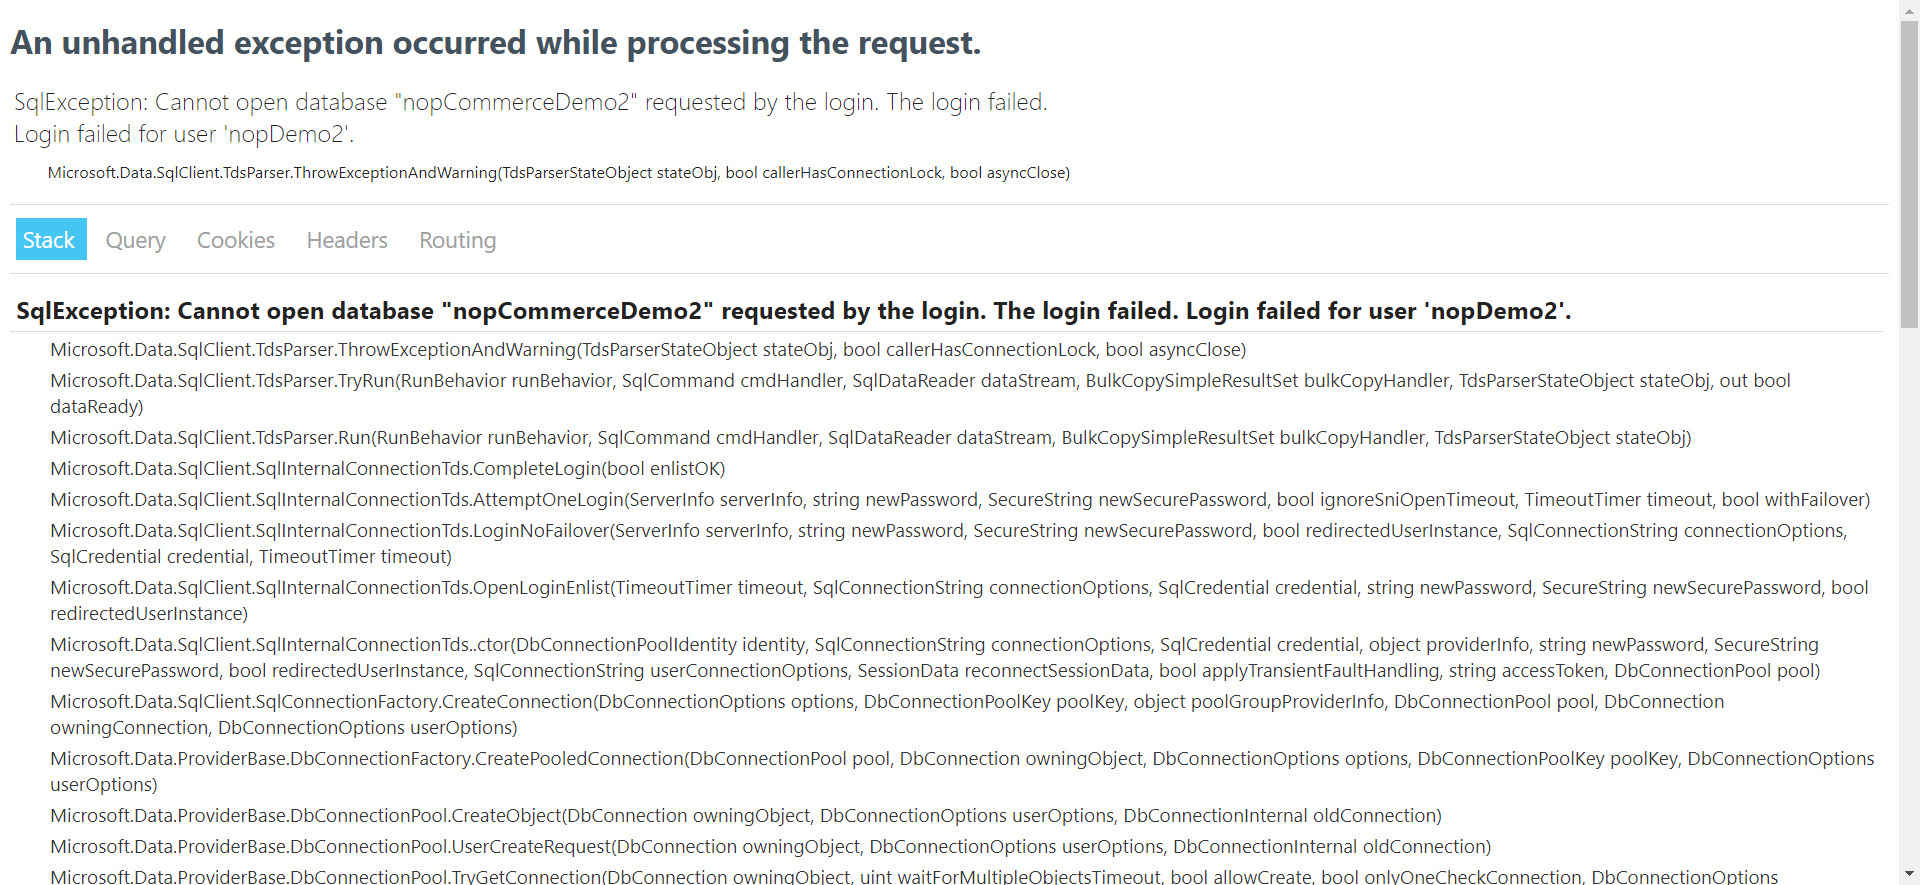 An unhandled exception occurred while processing the request.
SqlException: Cannot open database "nopCommerceDemo2" requested by the login. The login failed.
Login failed for user 'nopDemo2'.
Microsoft.Data.SqlClient.TdsParser.ThrowExceptionAndWarning(TdsParserStateObject stateObj, bool callerHasConnectionLock, bool asyncClose)
Stack Query Cookies Headers Routing
SqlException: Cannot open database "nopCommerceDemo2" requested by the login. The login failed. Login failed for user 'nopDemo2'.
Microsoft.Data.SqlClient.TdsParser.ThrowExceptionAndWarning(TdsParserStateObject stateObj, bool callerHasConnectionLock, bool asyncClose)
Microsoft.Data.SqlClient.TdsParser.TryRun(RunBehavior runBehavior, SqlCommand cmdHandler, SqlDataReader dataStream, BulkCopySimpleResultSet bulkCopyHandler, TdsParserStateObject stateObj, out bool
dataReady)
Microsoft.Data.SqlClient.TdsParser.Run(RunBehavior runBehavior, SqlCommand cmdHandler, SqlDataReader dataStream, BulkCopySimpleResultSet bulkCopyHandler, TdsParserStateObject stateObj)
Microsoft.Data.SqlClient.SqlInternalConnectionTds.CompleteLogin(bool enlistOK)
Microsoft.Data.SqlClient.SqlInternalConnectionTds.AttemptOneLogin(ServerInfo serverInfo, string newPassword, SecureString newSecurePassword, bool ignoreSniOpenTimeout, TimeoutTimer timeout, bool withFailover)
Microsoft.Data.SqlClient.SqlInternalConnectionTds.LoginNoFailover(ServerInfo serverInfo, string newPassword, SecureString newSecurePassword, bool redirectedUserInstance, SqlConnectionString connectionOptions,
SqlCredential credential, TimeoutTimer timeout)
Microsoft.Data.SqlClient.SqlInternalConnectionTds.OpenLoginEnlist(TimeoutTimer timeout, SqlConnectionString connectionOptions, SqlCredential credential, string newPassword, SecureString newSecurePassword, bool
redirectedUserInstance)
Microsoft.Data.SqlClient.SqlInternalConnectionTds..ctor(DbConnectionPoolIdentity identity, SqlConnectionString connectionOptions, SqlCredential credential, object providerInfo, string newPassword, SecureString
newSecurePassword, bool redirectedUserInstance, SqlConnectionString userConnectionOptions, SessionData reconnectSessionData, bool applyTransientFaultHandling, string accessToken, DbConnectionPool pool)
Microsoft.Data.SqlClient.SqlConnectionFactory.CreateConnection(DbConnectionOptions options, DbConnectionPoolKey poolKey, object poolGroupProviderInfo, DbConnectionPool pool, DbConnection
owningConnection, DbConnectionOptions userOptions)
Microsoft.Data.ProviderBase.DbConnectionFactory.CreatePooledConnection(DbConnectionPool pool, DbConnection owningObject, DbConnectionOptions options, DbConnectionPoolKey poolKey, DbConnectionOptions
userOptions)
Microsoft.Data.ProviderBase.DbConnectionPool.CreateObject(DbConnection owningObject, DbConnectionOptions userOptions, DbConnectionInternal oldConnection)
Microsoft.Data.ProviderBase.DbConnectionPool.UserCreateRequest(DbConnection owningObject, DbConnectionOptions userOptions, DbConnectionInternal oldConnection)
Microsoft.Data.ProviderBase.DbConnectionPool.TryGetConnection(DbConnection owningObject, uint waitForMultipleObjectsTimeout, bool allowCreate, bool onlyOneCheckConnection, DbConnectionOptions